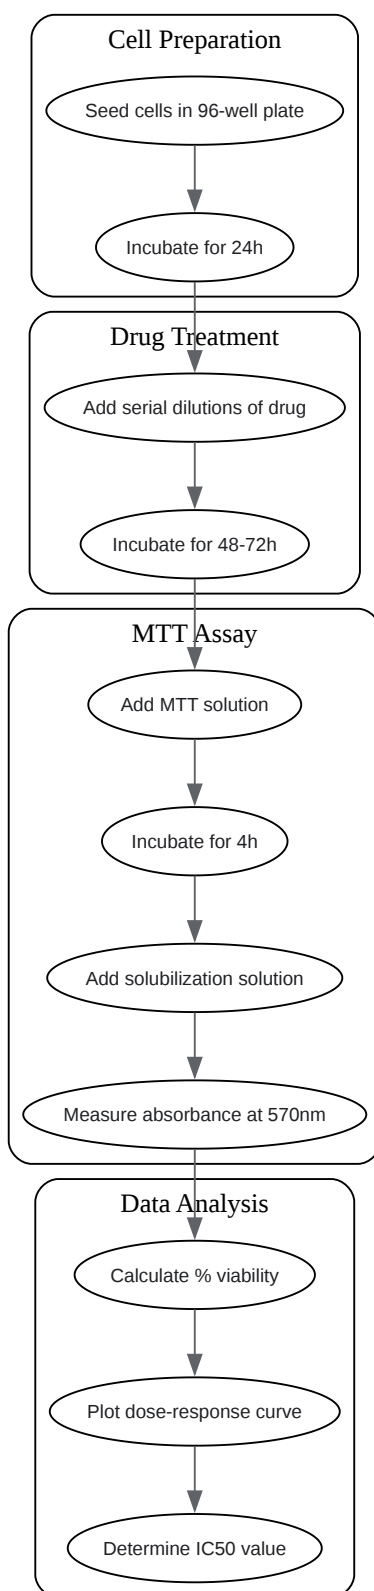 Cell Preparation
Seed cells in 96-well plate
Incubate for 24h
Drug Treatment
Add serial dilutions of drug
Incubate for 48-72h
MTT Assay
Add MTT solution
Incubate for 4h
Add solubilization solution
Measure absorbance at 570nm
Data Analysis
Calculate % viability
Plot dose-response curve
Determine IC50 value